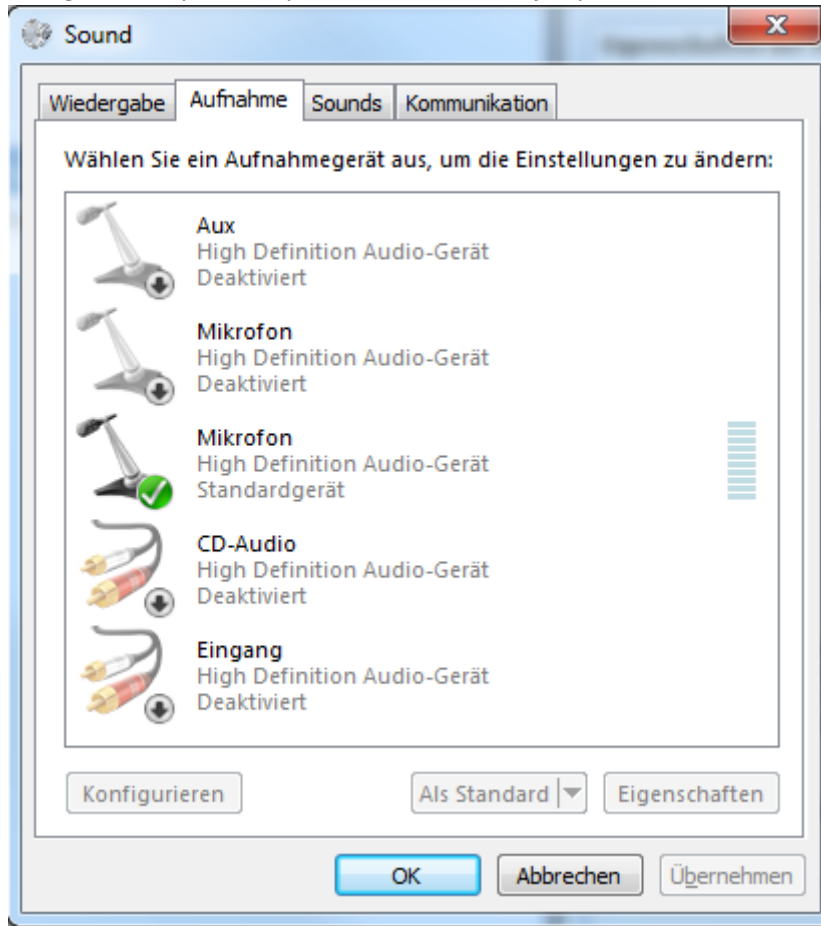 Sound
Wiedergabe
Aufnahme
Sounds
Kommunikation
Wählen Sie ein Aufnahmegerät aus, um die Einstellungen zu ändern:
Aux
High Definition Audio-Gerät
Deaktiviert
Mikrofon
High Definition Audio-Gerät
Deaktiviert
Mikrofon
High Definition Audio-Gerät
Standardgerät
CD-Audio
High Definition Audio-Gerät
Deaktiviert
Eingang
High Definition Audio-Gerät
Deaktiviert
Konfigurieren
Als Standard
Eigenschaften
OK
Abbrechen
Übernehmen